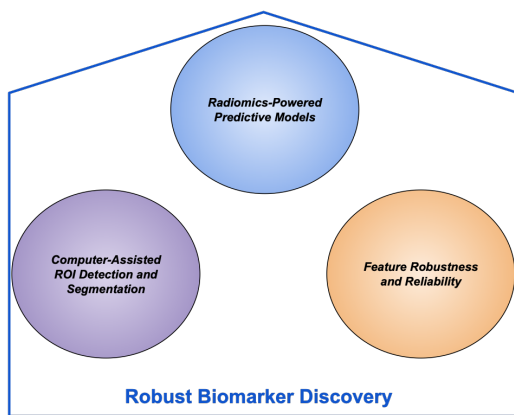 Radiomics-Powered
Predictive Models
Computer-Assisted
ROI Detection and
Segmentation
Feature Robustness
and Reliability
Robust Biomarker Discovery